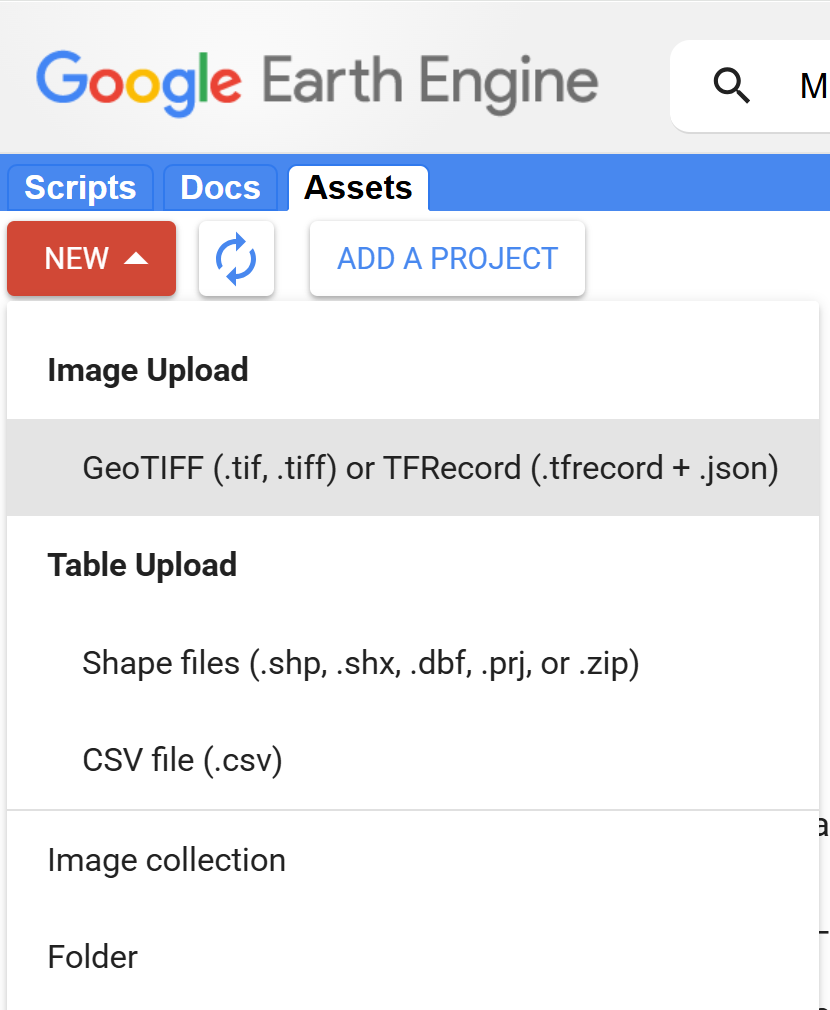 Google Earth Engine
M
Scripts Docs Assets
NEW ADD A PROJECT
Image Upload
GeoTIFF (.tif, .tiff) or TFRecord (.tfrecord + .json)
Table Upload
Shape files (.shp, .shx, .dbf, .prj, or .zip)
CSV file (.csv)
Image collection
Folder